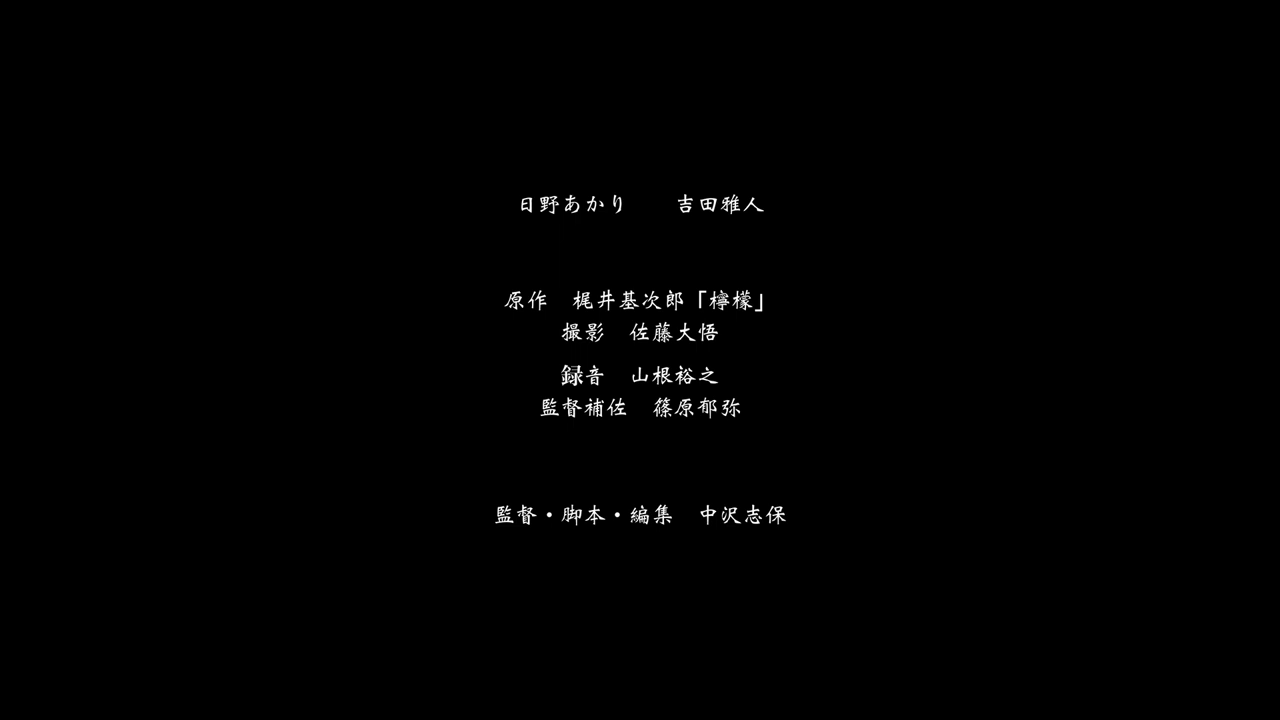 日野あかり　　吉田雅人
原作　梶井基次郎「檸檬」
撮影　佐藤大悟
録音　山根裕之
監督補佐　篠原郁弥
監督・脚本・編集　中沢志保